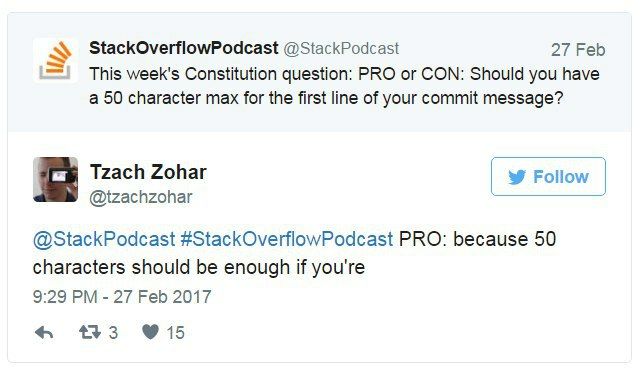 StackOverflowPodcast @StackPodcast 27 Feb
This week's Constitution question: PRO or CON: Should you have
a 50 character max for the first line of your commit message?
Tzach Zohar
Follow
@tzachzohar
@StackPodcast #StackOverflowPodcast PRO: because 50
characters should be enough if you're
9:29 PM - 27 Feb 2017
3 15